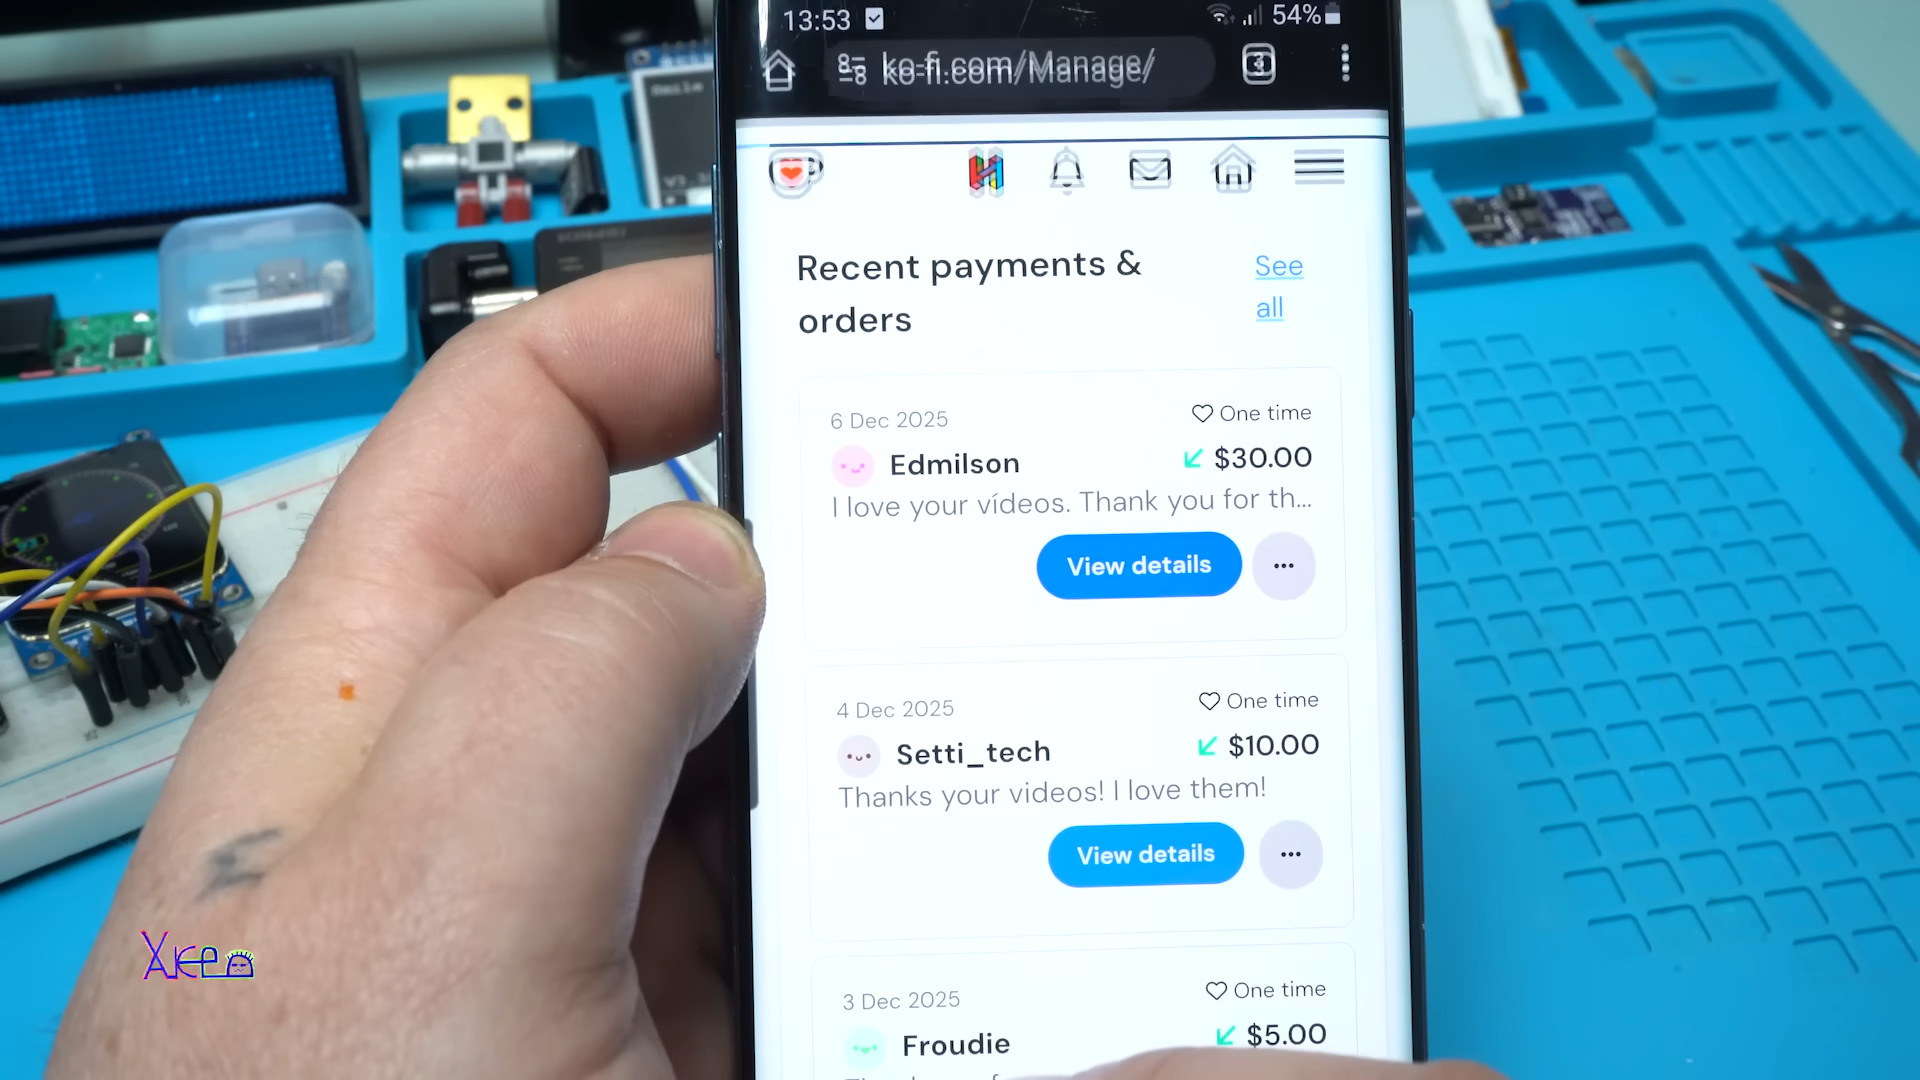 13:53
54%
ko-fi.com/Manage/
3
Recent payments &
orders
See
all
6 Dec 2025
One time
Edmilson
$30.00
I love your vídeos. Thank you for th...
View details
4 Dec 2025
One time
Setti_tech
$10.00
Thanks your videos! I love them!
View details
3 Dec 2025
One time
Froudie
$5.00